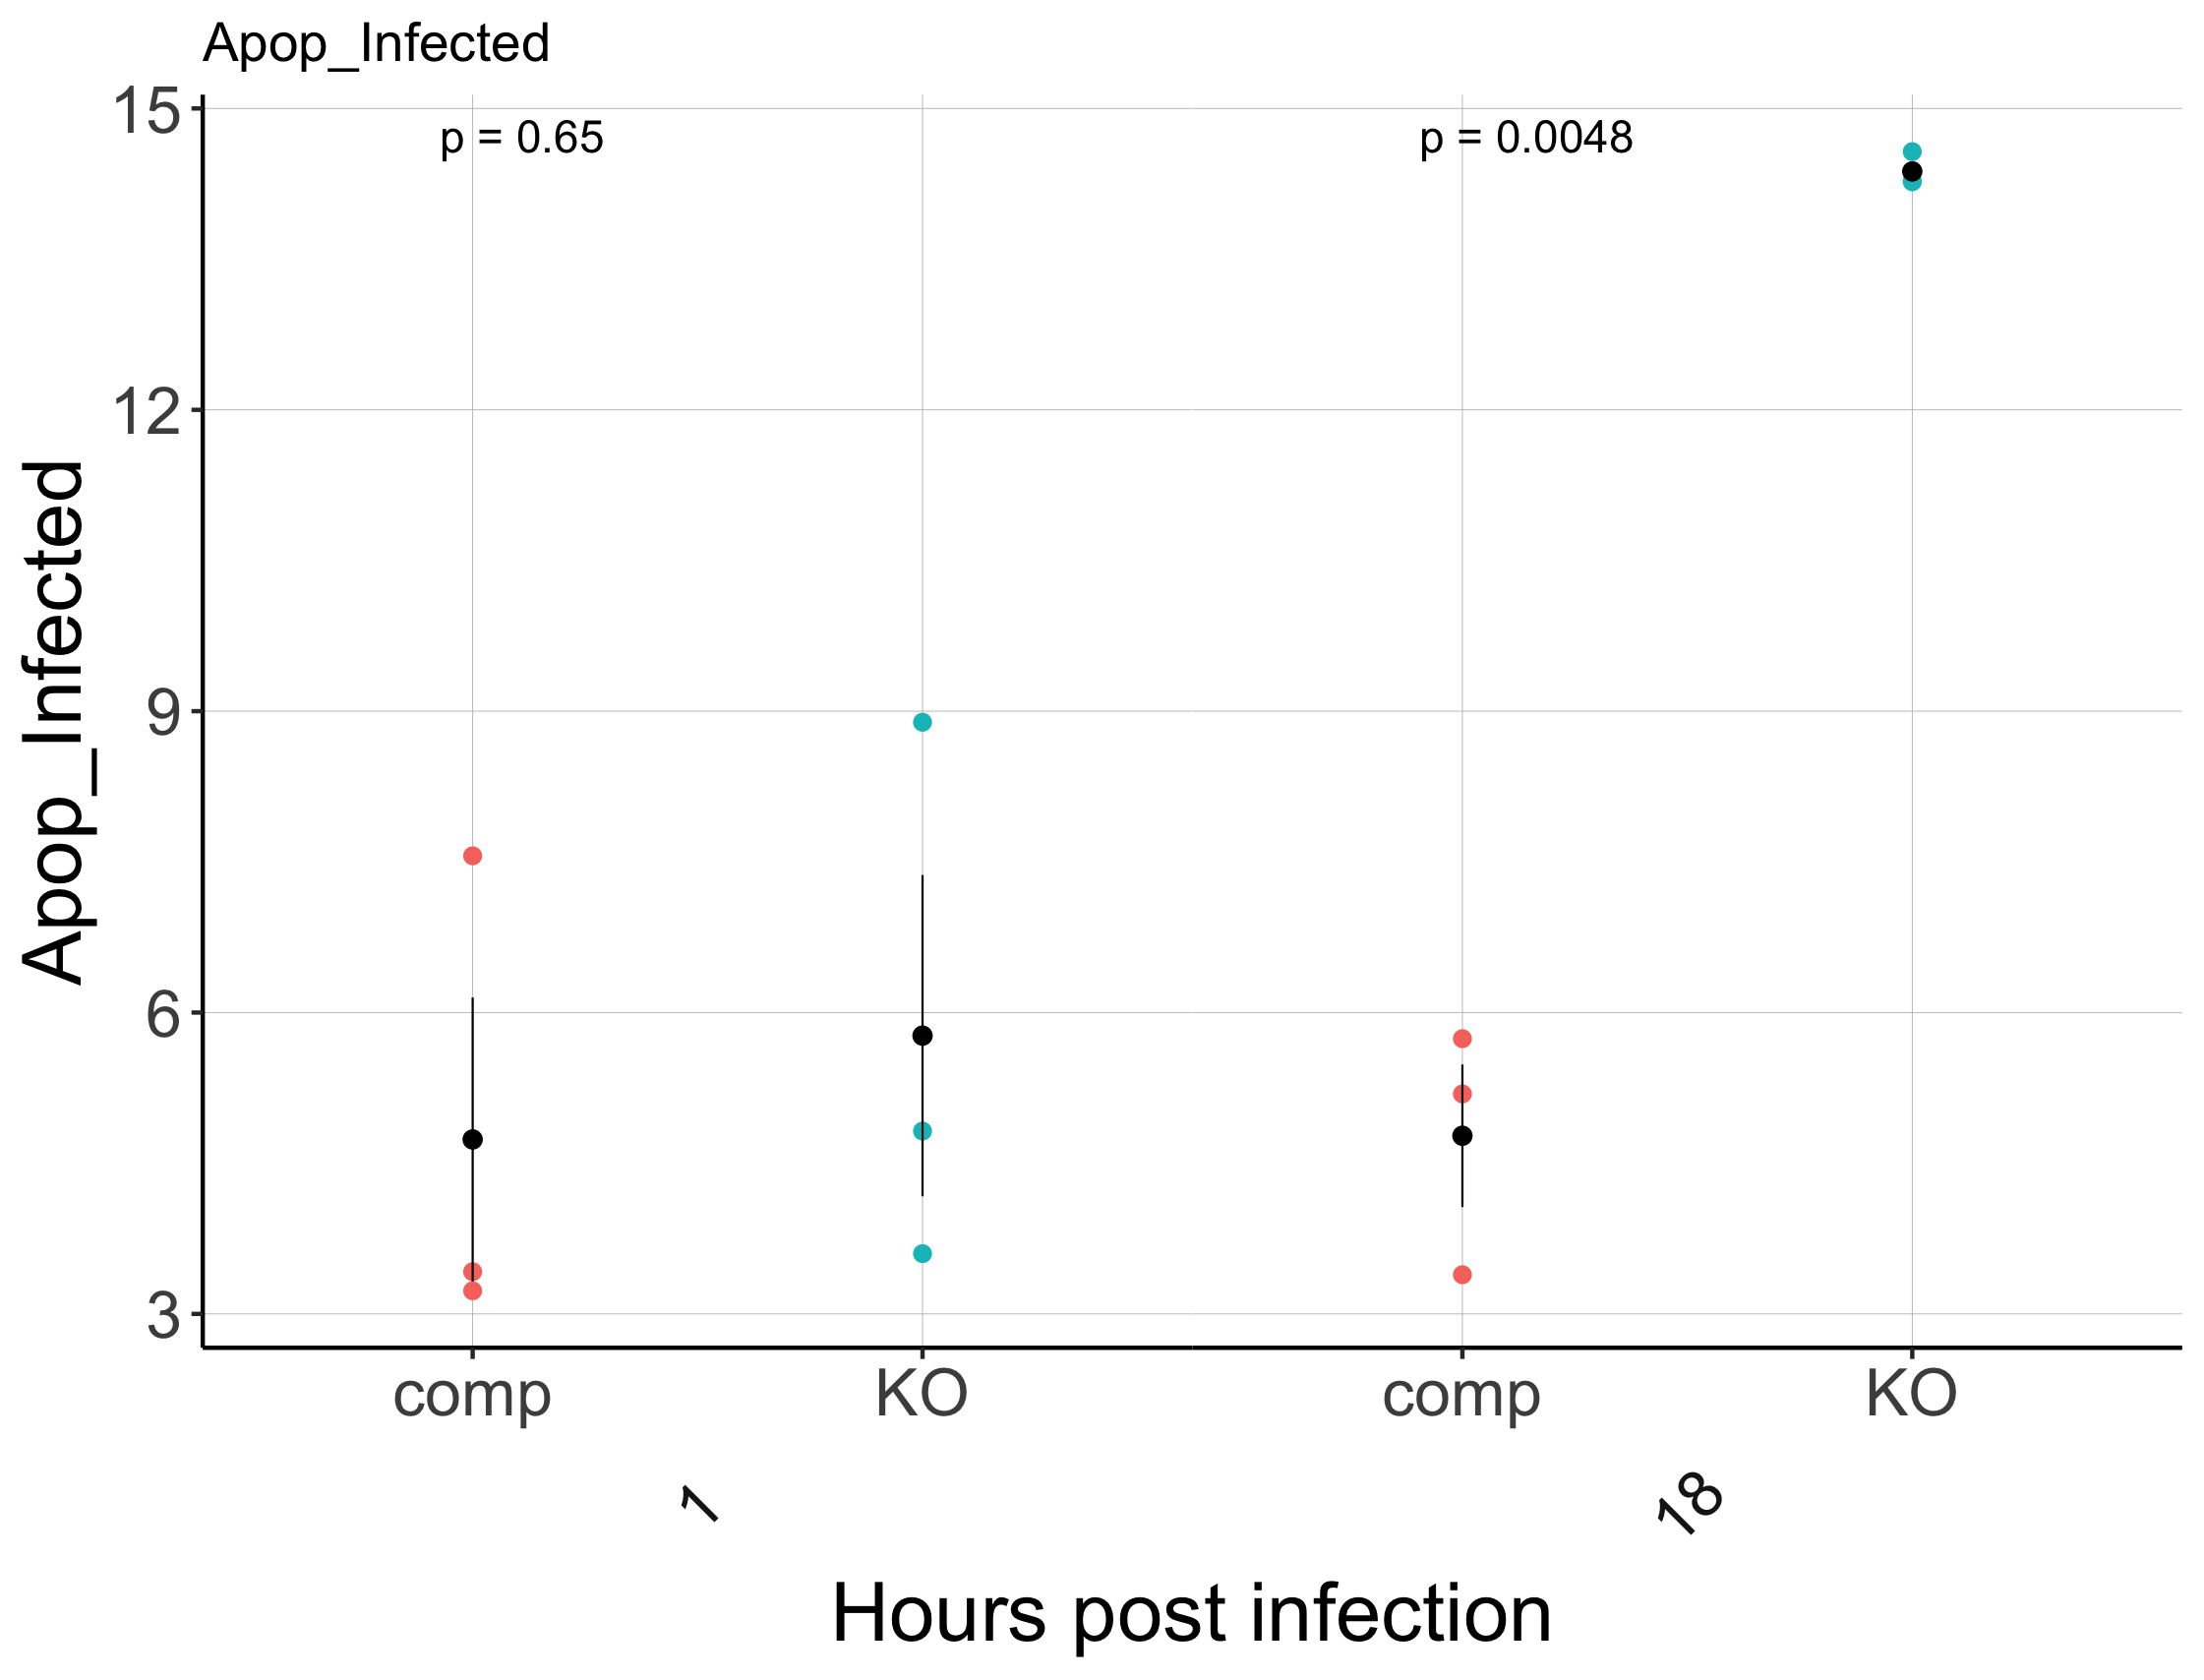 Apop_Infected
15
p = 0.65
p = 0.0048
12
9
6
3
Apop_Infected
comp
KO
comp
KO
1
18
Hours post infection